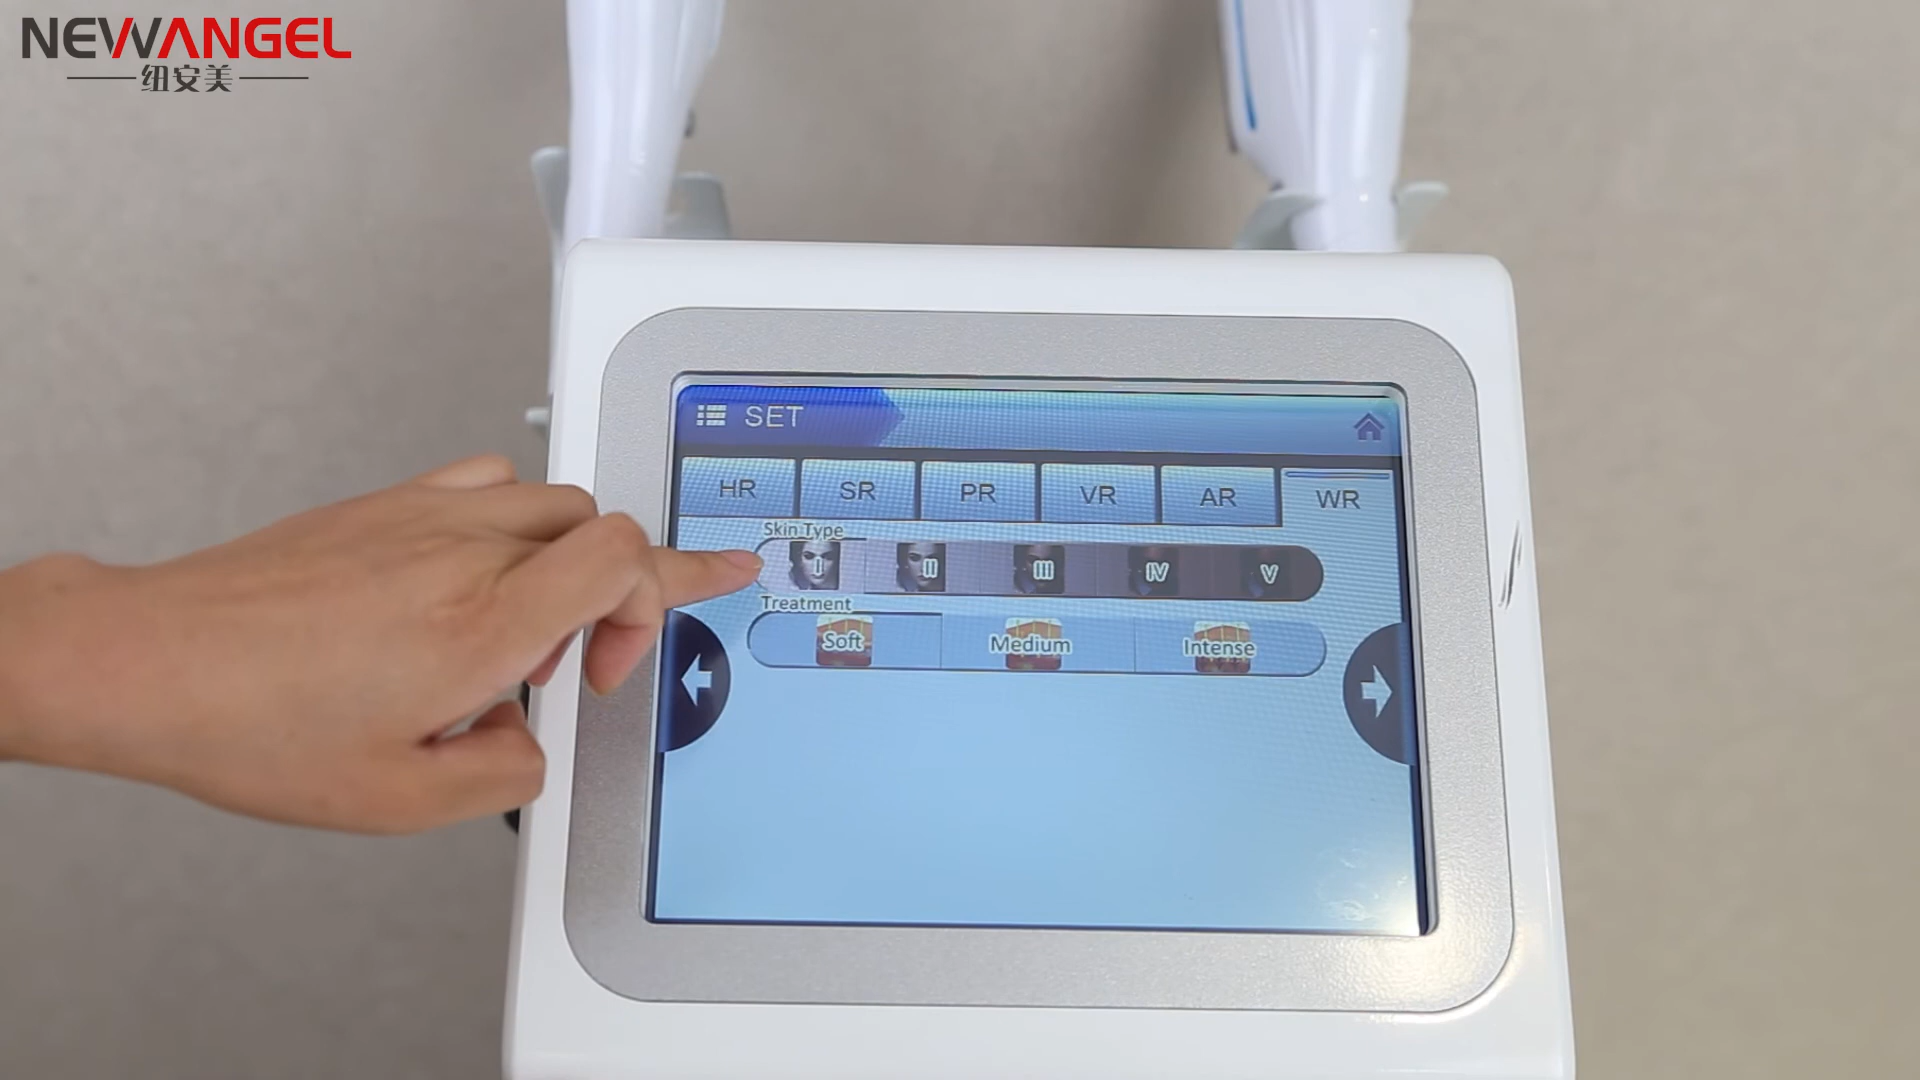 NEWANGEL
纽安美
SET
HR SR PR VR AR WR
Skin Type
I II III IV V
Treatment
Soft Medium Intense